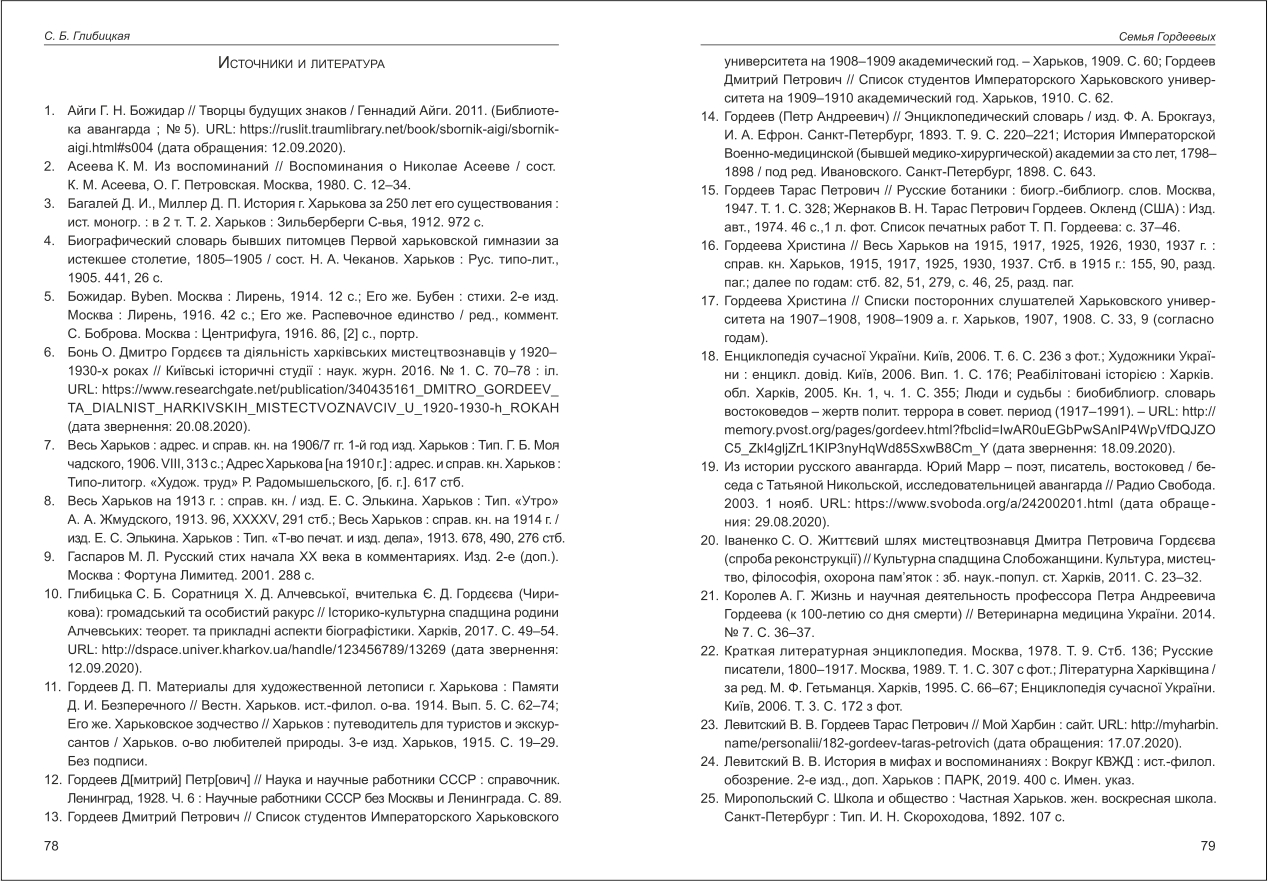 С. Б. Глибицкая
Источники и литература
1. Айги Г. Н. Божидар // Творцы будущих знаков / Геннадий Айги. 2011. (Библиоте-
ка авангарда ; № 5). URL: https://ruslit.traumlibrary.net/book/sbornik-aigi/sbornik-
aigi.html#s004 (дата обращения: 12.09.2020).
2. Асеева К. М. Из воспоминаний // Воспоминания о Николае Асееве / сост.
К. М. Асеева, О. Г. Петровская. Москва, 1980. С. 12–34.
3. Багалей Д. И., Миллер Д. П. История г. Харькова за 250 лет его существования :
ист. моногр. : в 2 т. Т. 2. Харьков : Зильберберги С-вья, 1912. 972 с.
4. Биографический словарь бывших питомцев Первой харьковской гимназии за
истекшее столетие, 1805–1905 / сост. Н. А. Чеканов. Харьков : Рус. типо-лит.,
1905. 441, 26 с.
5. Божидар. Byben. Москва : Лирень, 1914. 12 с.; Его же. Бубен : стихи. 2-е изд.
Москва : Лирень, 1916. 42 с.; Его же. Распевочное единство / ред., коммент.
С. Боброва. Москва : Центрифуга, 1916. 86, [2] с., портр.
6. Бонь О. Дмитро Гордєєв та діяльність харківських мистецтвознавців у 1920–
1930-х роках // Київські історичні студії : наук. журн. 2016. № 1. С. 70–78 : іл.
URL: https://www.researchgate.net/publication/340435161_DMITRO_GORDEEV_
TA_DIALNIST_HARKIVSKIH_MISTECTVOZNAVCIV_U_1920-1930-h_ROKAH
(дата звернення: 20.08.2020).
7. Весь Харьков : адрес. и справ. кн. на 1906/7 гг. 1-й год изд. Харьков : Тип. Г. Б. Моя
чадского, 1906. VIII, 313 с.; Адрес Харькова [на 1910 г.] : адрес. и справ. кн. Харьков :
Типо-литогр. «Худож. труд» Р. Радомышельского, [б. г.]. 617 стб.
8. Весь Харьков на 1913 г. : справ. кн. / изд. Е. С. Элькина. Харьков : Тип. «Утро»
А. А. Жмудского, 1913. 96, XXXXV, 291 стб.; Весь Харьков : справ. кн. на 1914 г. /
изд. Е. С. Элькина. Харьков : Тип. «Т-во печат. и изд. дела», 1913. 678, 490, 276 стб.
9. Гаспаров М. Л. Русский стих начала XX века в комментариях. Изд. 2-е (доп.).
Москва : Фортуна Лимитед. 2001. 288 с.
10. Глибицька С. Б. Соратниця Х. Д. Алчевської, вчителька Є. Д. Гордєєва (Чири-
кова): громадський та особистий ракурс // Історико-культурна спадщина родини
Алчевських: теорет. та прикладні аспекти біографістики. Харків, 2017. С. 49–54.
URL: http://dspace.univer.kharkov.ua/handle/123456789/13269 (дата звернення:
12.09.2020).
11. Гордеев Д. П. Материалы для художественной летописи г. Харькова : Памяти
Д. И. Безперечного // Вестн. Харьков. ист.-филол. о-ва. 1914. Вып. 5. С. 62–74;
Его же. Харьковское зодчество // Харьков : путеводитель для туристов и экскур-
сантов / Харьков. о-во любителей природы. 3-е изд. Харьков, 1915. С. 19–29.
Без подписи.
12. Гордеев Д[митрий] Петр[ович] // Наука и научные работники СССР : справочник.
Ленинград, 1928. Ч. 6 : Научные работники СССР без Москвы и Ленинграда. С. 89.
13. Гордеев Дмитрий Петрович // Список студентов Императорского Харьковского
78
Семья Гордеевых
университета на 1908–1909 академический год. – Харьков, 1909. С. 60; Гордеев
Дмитрий Петрович // Список студентов Императорского Харьковского универ-
ситета на 1909–1910 академический год. Харьков, 1910. С. 62.
14. Гордеев (Петр Андреевич) // Энциклопедический словарь / изд. Ф. А. Брокгауз,
И. А. Ефрон. Санкт-Петербург, 1893. Т. 9. С. 220–221; История Императорской
Военно-медицинской (бывшей медико-хирургической) академии за сто лет, 1798–
1898 / под ред. Ивановского. Санкт-Петербург, 1898. С. 643.
15. Гордеев Тарас Петрович // Русские ботаники : биогр.-библиогр. слов. Москва,
1947. Т. 1. С. 328; Жернаков В. Н. Тарас Петрович Гордеев. Окленд (США) : Изд.
авт., 1974. 46 с.,1 л. фот. Список печатных работ Т. П. Гордеева: с. 37–46.
16. Гордеева Христина // Весь Харьков на 1915, 1917, 1925, 1926, 1930, 1937 г. :
справ. кн. Харьков, 1915, 1917, 1925, 1930, 1937. Стб. в 1915 г.: 155, 90, разд.
паг.; далее по годам: стб. 82, 51, 279, с. 46, 25, разд. паг.
17. Гордеева Христина // Списки посторонних слушателей Харьковского универ-
ситета на 1907–1908, 1908–1909 а. г. Харьков, 1907, 1908. С. 33, 9 (согласно
годам).
18. Енциклопедія сучасної України. Київ, 2006. Т. 6. С. 236 з фот.; Художники Украї-
ни : енцикл. довід. Київ, 2006. Вип. 1. С. 176; Реабілітовані історією : Харків.
обл. Харків, 2005. Кн. 1, ч. 1. С. 355; Люди и судьбы : биобиблиогр. словарь
востоковедов – жертв полит. террора в совет. период (1917–1991). – URL: http://
memory.pvost.org/pages/gordeev.html?fbclid=IwAR0uEGbPwSAnlP4WpVfDQJZO
C5_ZkI4gljZrL1KIP3nyHqWd85SxwB8Cm_Y (дата звернення: 18.09.2020).
19. Из истории русского авангарда. Юрий Марр – поэт, писатель, востоковед / бе-
седа с Татьяной Никольской, исследовательницей авангарда // Радио Свобода.
2003. 1 нояб. URL: https://www.svoboda.org/a/24200201.html (дата обраще-
ния: 29.08.2020).
20. Іваненко С. О. Життєвий шлях мистецтвознавця Дмитра Петровича Гордєєва
(спроба реконструкції) // Культурна спадщина Слобожанщини. Культура, мистец-
тво, філософія, охорона пам’яток : зб. наук.-попул. ст. Харків, 2011. С. 23–32.
21. Королев А. Г. Жизнь и научная деятельность профессора Петра Андреевича
Гордеева (к 100-летию со дня смерти) // Ветеринарна медицина України. 2014.
№ 7. С. 36–37.
22. Краткая литературная энциклопедия. Москва, 1978. Т. 9. Стб. 136; Русские
писатели, 1800–1917. Москва, 1989. Т. 1. С. 307 с фот.; Літературна Харківщина /
за ред. М. Ф. Гетьманця. Харків, 1995. С. 66–67; Енциклопедія сучасної України.
Київ, 2006. Т. 3. С. 172 з фот.
23. Левитский В. В. Гордеев Тарас Петрович // Мой Харбин : сайт. URL: http://myharbin.
name/personalii/182-gordeev-taras-petrovich (дата обращения: 17.07.2020).
24. Левитский В. В. История в мифах и воспоминаниях : Вокруг КВЖД : ист.-филол.
обозрение. 2-е изд., доп. Харьков : ПАРК, 2019. 400 с. Имен. указ.
25. Миропольский С. Школа и общество : Частная Харьков. жен. воскресная школа.
Санкт-Петербург : Тип. И. Н. Скороходова, 1892. 107 с.
79